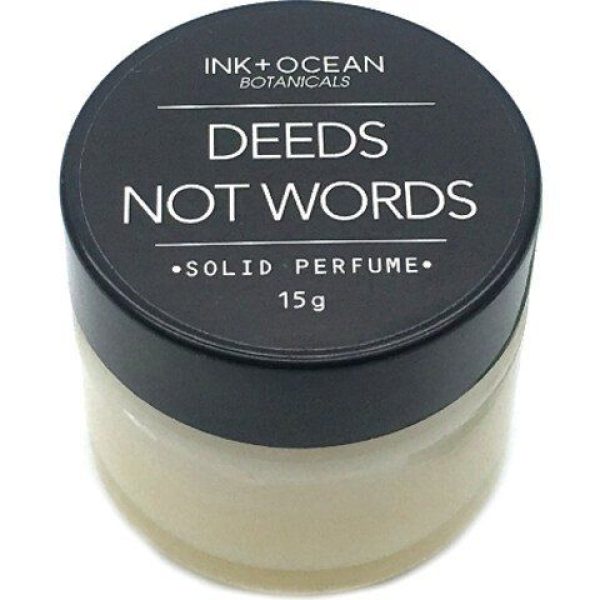 INK + OCEAN
BOTANICALS
DEEDS
NOT WORDS
•SOLID PERFUME•
15g